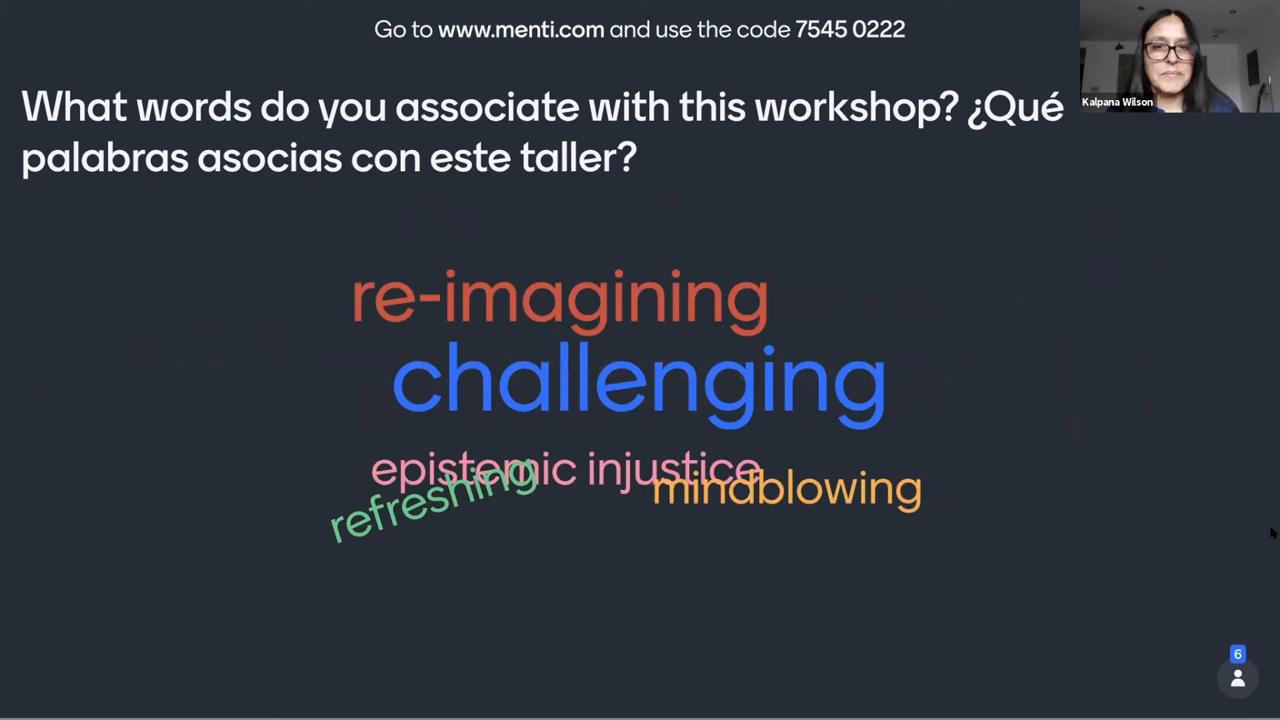 Go to www.menti.com and use the code 7545 0222
What words do you associate with this workshop? ¿Qué
palabras asocias con este taller?
Kalpana Wilson
re-imagining
challenging
epistemic injustice
refreshing
mindblowing
6